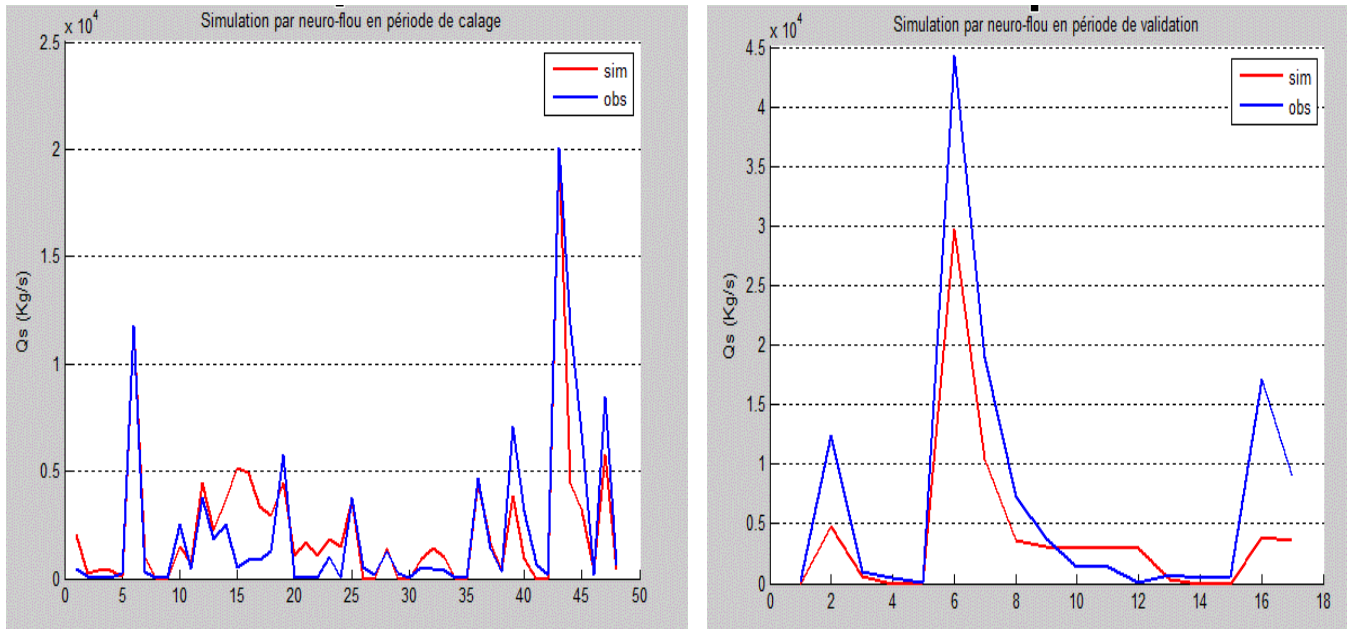 Simulation par neuro-flou en période de calage
x 10^4
2.5
2
1.5
1
0.5
0
Qs (Kg/s)
sim
obs
0 5 10 15 20 25 30 35 40 45 50
Simulation par neuro-flou en période de validation
x 10^4
4.5
4
3.5
3
2.5
2
1.5
1
0.5
0
Qs (Kg/s)
sim
obs
0 2 4 6 8 10 12 14 16 18